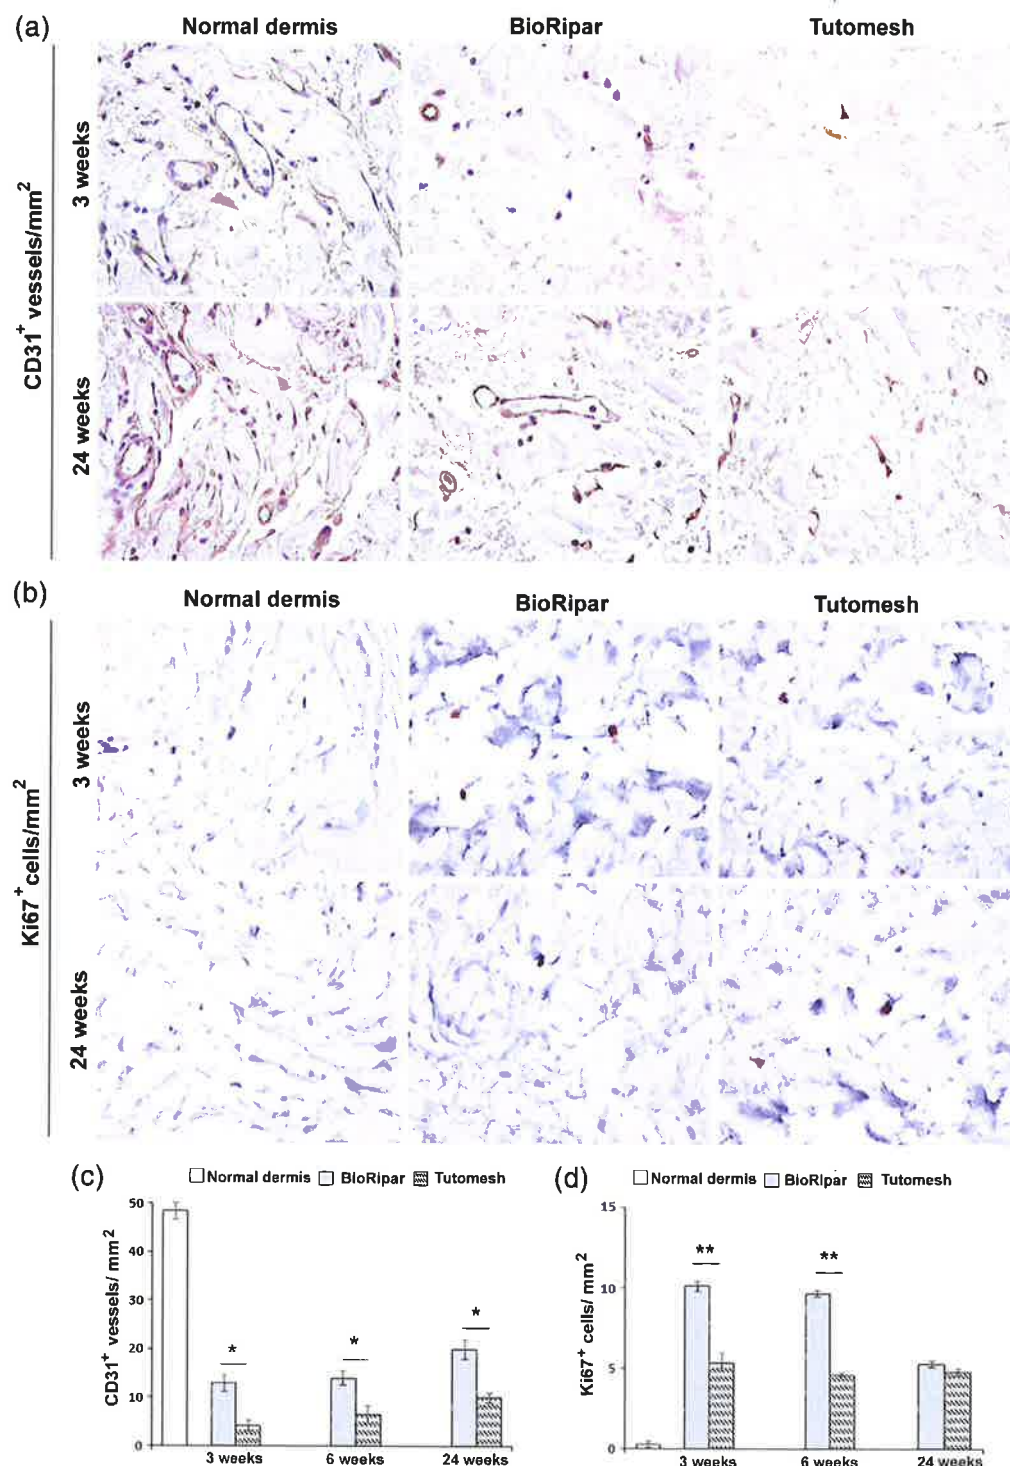 (a)
Normal dermis
BioRipar
Tutomesh
CD31+ vessels/mm2
3 weeks
24 weeks
(b)
Normal dermis
BioRipar
Tutomesh
Ki67+ cells/mm2
3 weeks
24 weeks
(c)
Normal dermis BioRipar Tutomesh
CD31+ vessels/ mm2
50
40
30
20
10
0
*
*
*
3 weeks 6 weeks 24 weeks
(d)
Normal dermis BioRipar Tutomesh
Ki67+ cells/ mm2
15
10
5
0
**
**
3 weeks 6 weeks 24 weeks